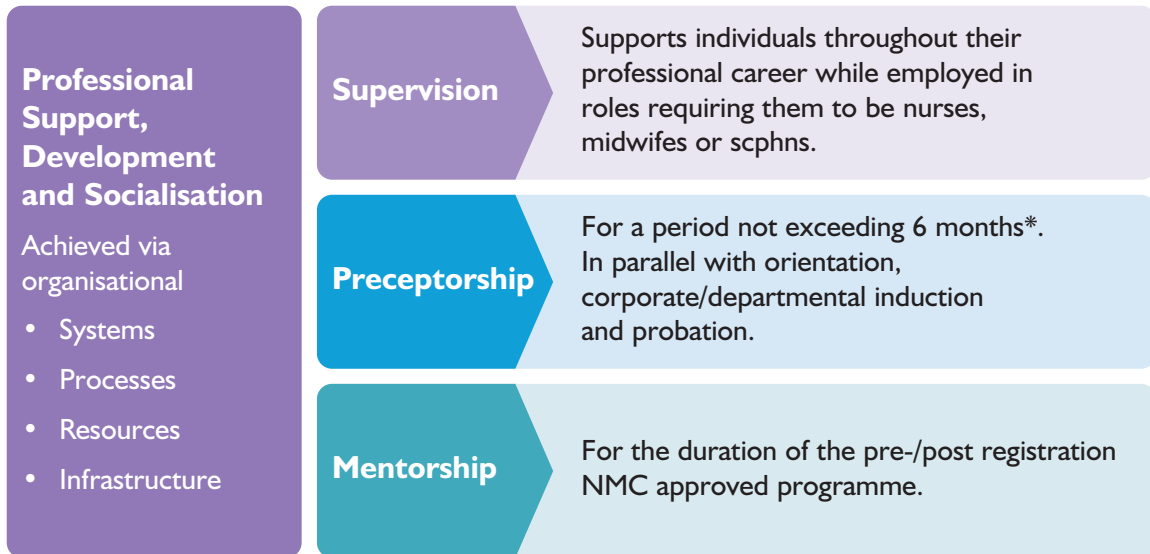 Professional
Support,
Development
and Socialisation
Achieved via
organisational
• Systems
• Processes
• Resources
• Infrastructure
Supervision
Supports individuals throughout their
professional career while employed in
roles requiring them to be nurses,
midwifes or scphns.
Preceptorship
For a period not exceeding 6 months*.
In parallel with orientation,
corporate/departmental induction
and probation.
Mentorship
For the duration of the pre-/post registration
NMC approved programme.